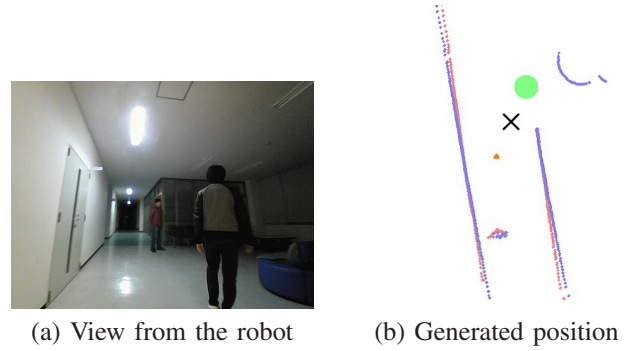 (a) View from the robot
(b) Generated position